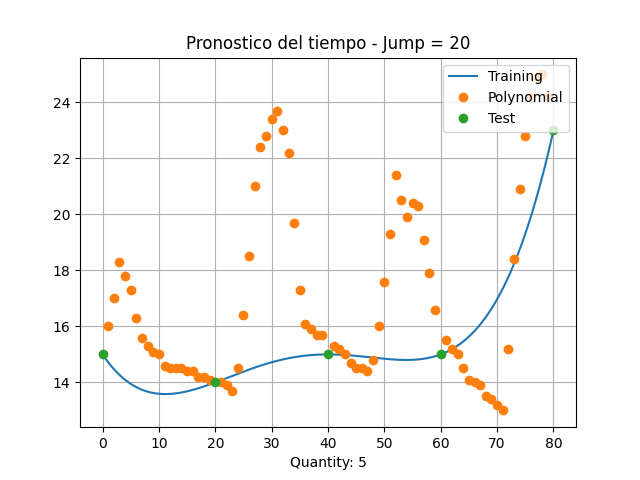 Pronostico del tiempo - Jump = 20
Training
Polynomial
Test
24
22
20
18
16
14
0 10 20 30 40 50 60 70 80
Quantity: 5